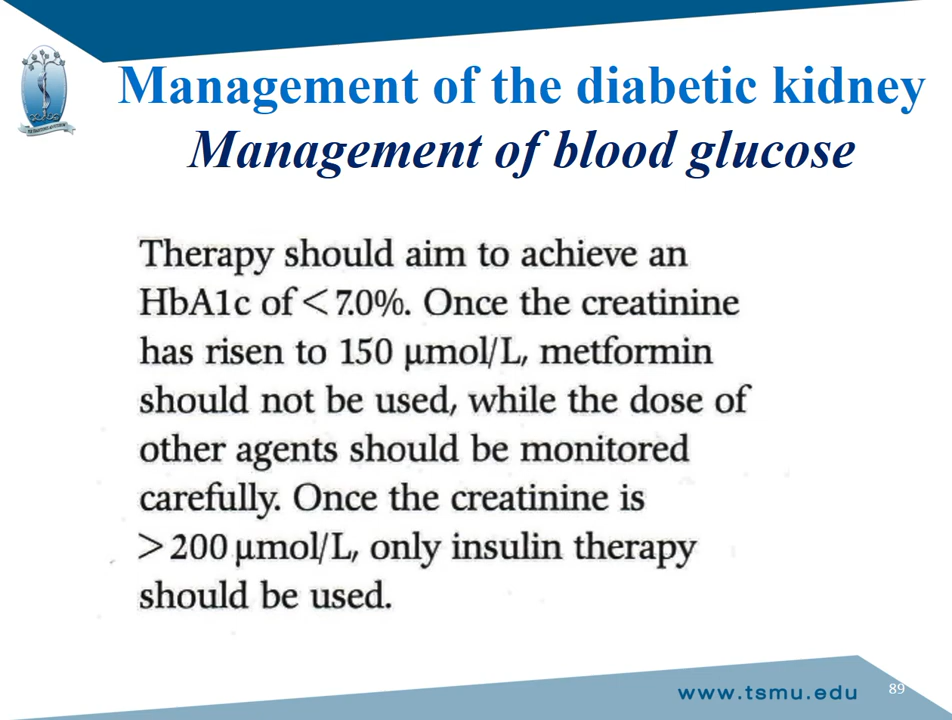 Management of the diabetic kidney
Management of blood glucose
Therapy should aim to achieve an
HbA1c of <7.0%. Once the creatinine
has risen to 150 µmol/L, metformin
should not be used, while the dose of
other agents should be monitored
carefully. Once the creatinine is
>200 µmol/L, only insulin therapy
should be used.
www.tsmu.edu
89